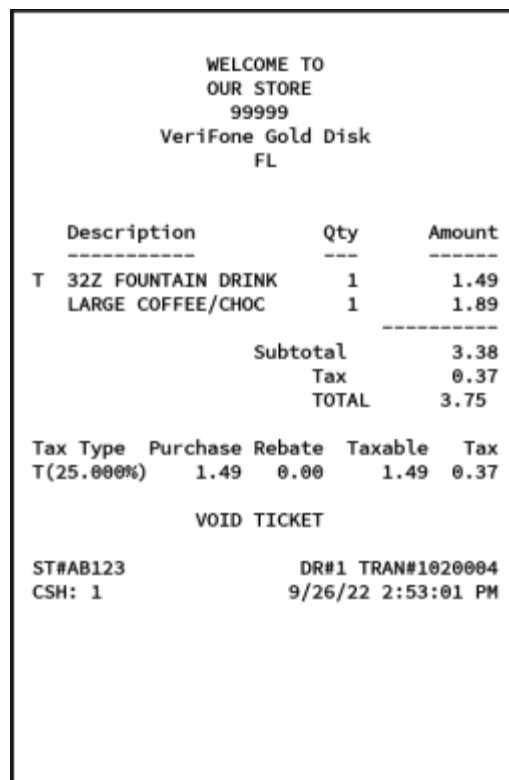 WELCOME TO
OUR STORE
99999
VeriFone Gold Disk
FL
Description Qty Amount
----------- --- ------
T 32Z FOUNTAIN DRINK 1 1.49
LARGE COFFEE/CHOC 1 1.89
----------
Subtotal 3.38
Tax 0.37
TOTAL 3.75
Tax Type Purchase Rebate Taxable Tax
T(25.000%) 1.49 0.00 1.49 0.37
VOID TICKET
ST#AB123 DR#1 TRAN#1020004
CSH: 1 9/26/22 2:53:01 PM